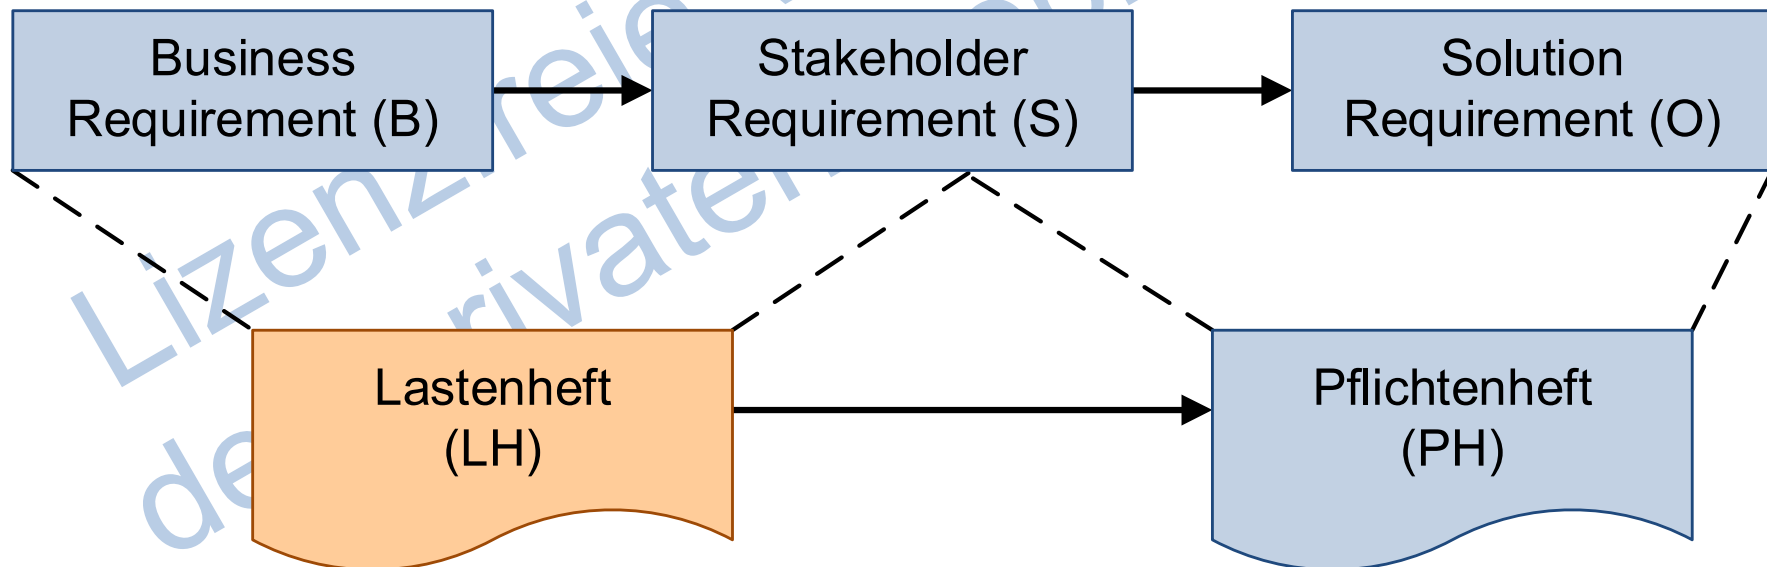 Business
Requirement (B)
Stakeholder
Requirement (S)
Solution
Requirement (O)
Lastenheft
(LH)
Pflichtenheft
(PH)